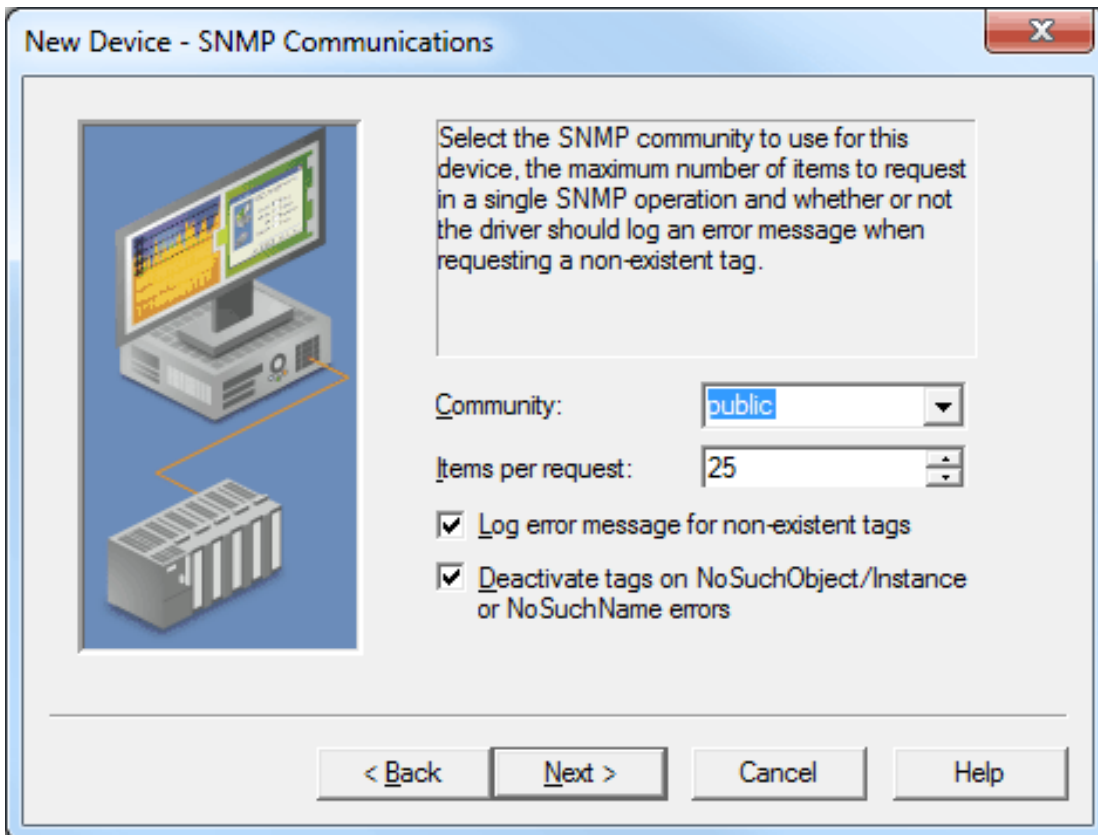 New Device - SNMP Communications
Select the SNMP community to use for this
device, the maximum number of items to request
in a single SNMP operation and whether or not
the driver should log an error message when
requesting a non-existent tag.
Community:
public
Items per request:
25
Log error message for non-existent tags
Deactivate tags on NoSuchObject/Instance
or NoSuchName errors
< Back
Next >
Cancel
Help